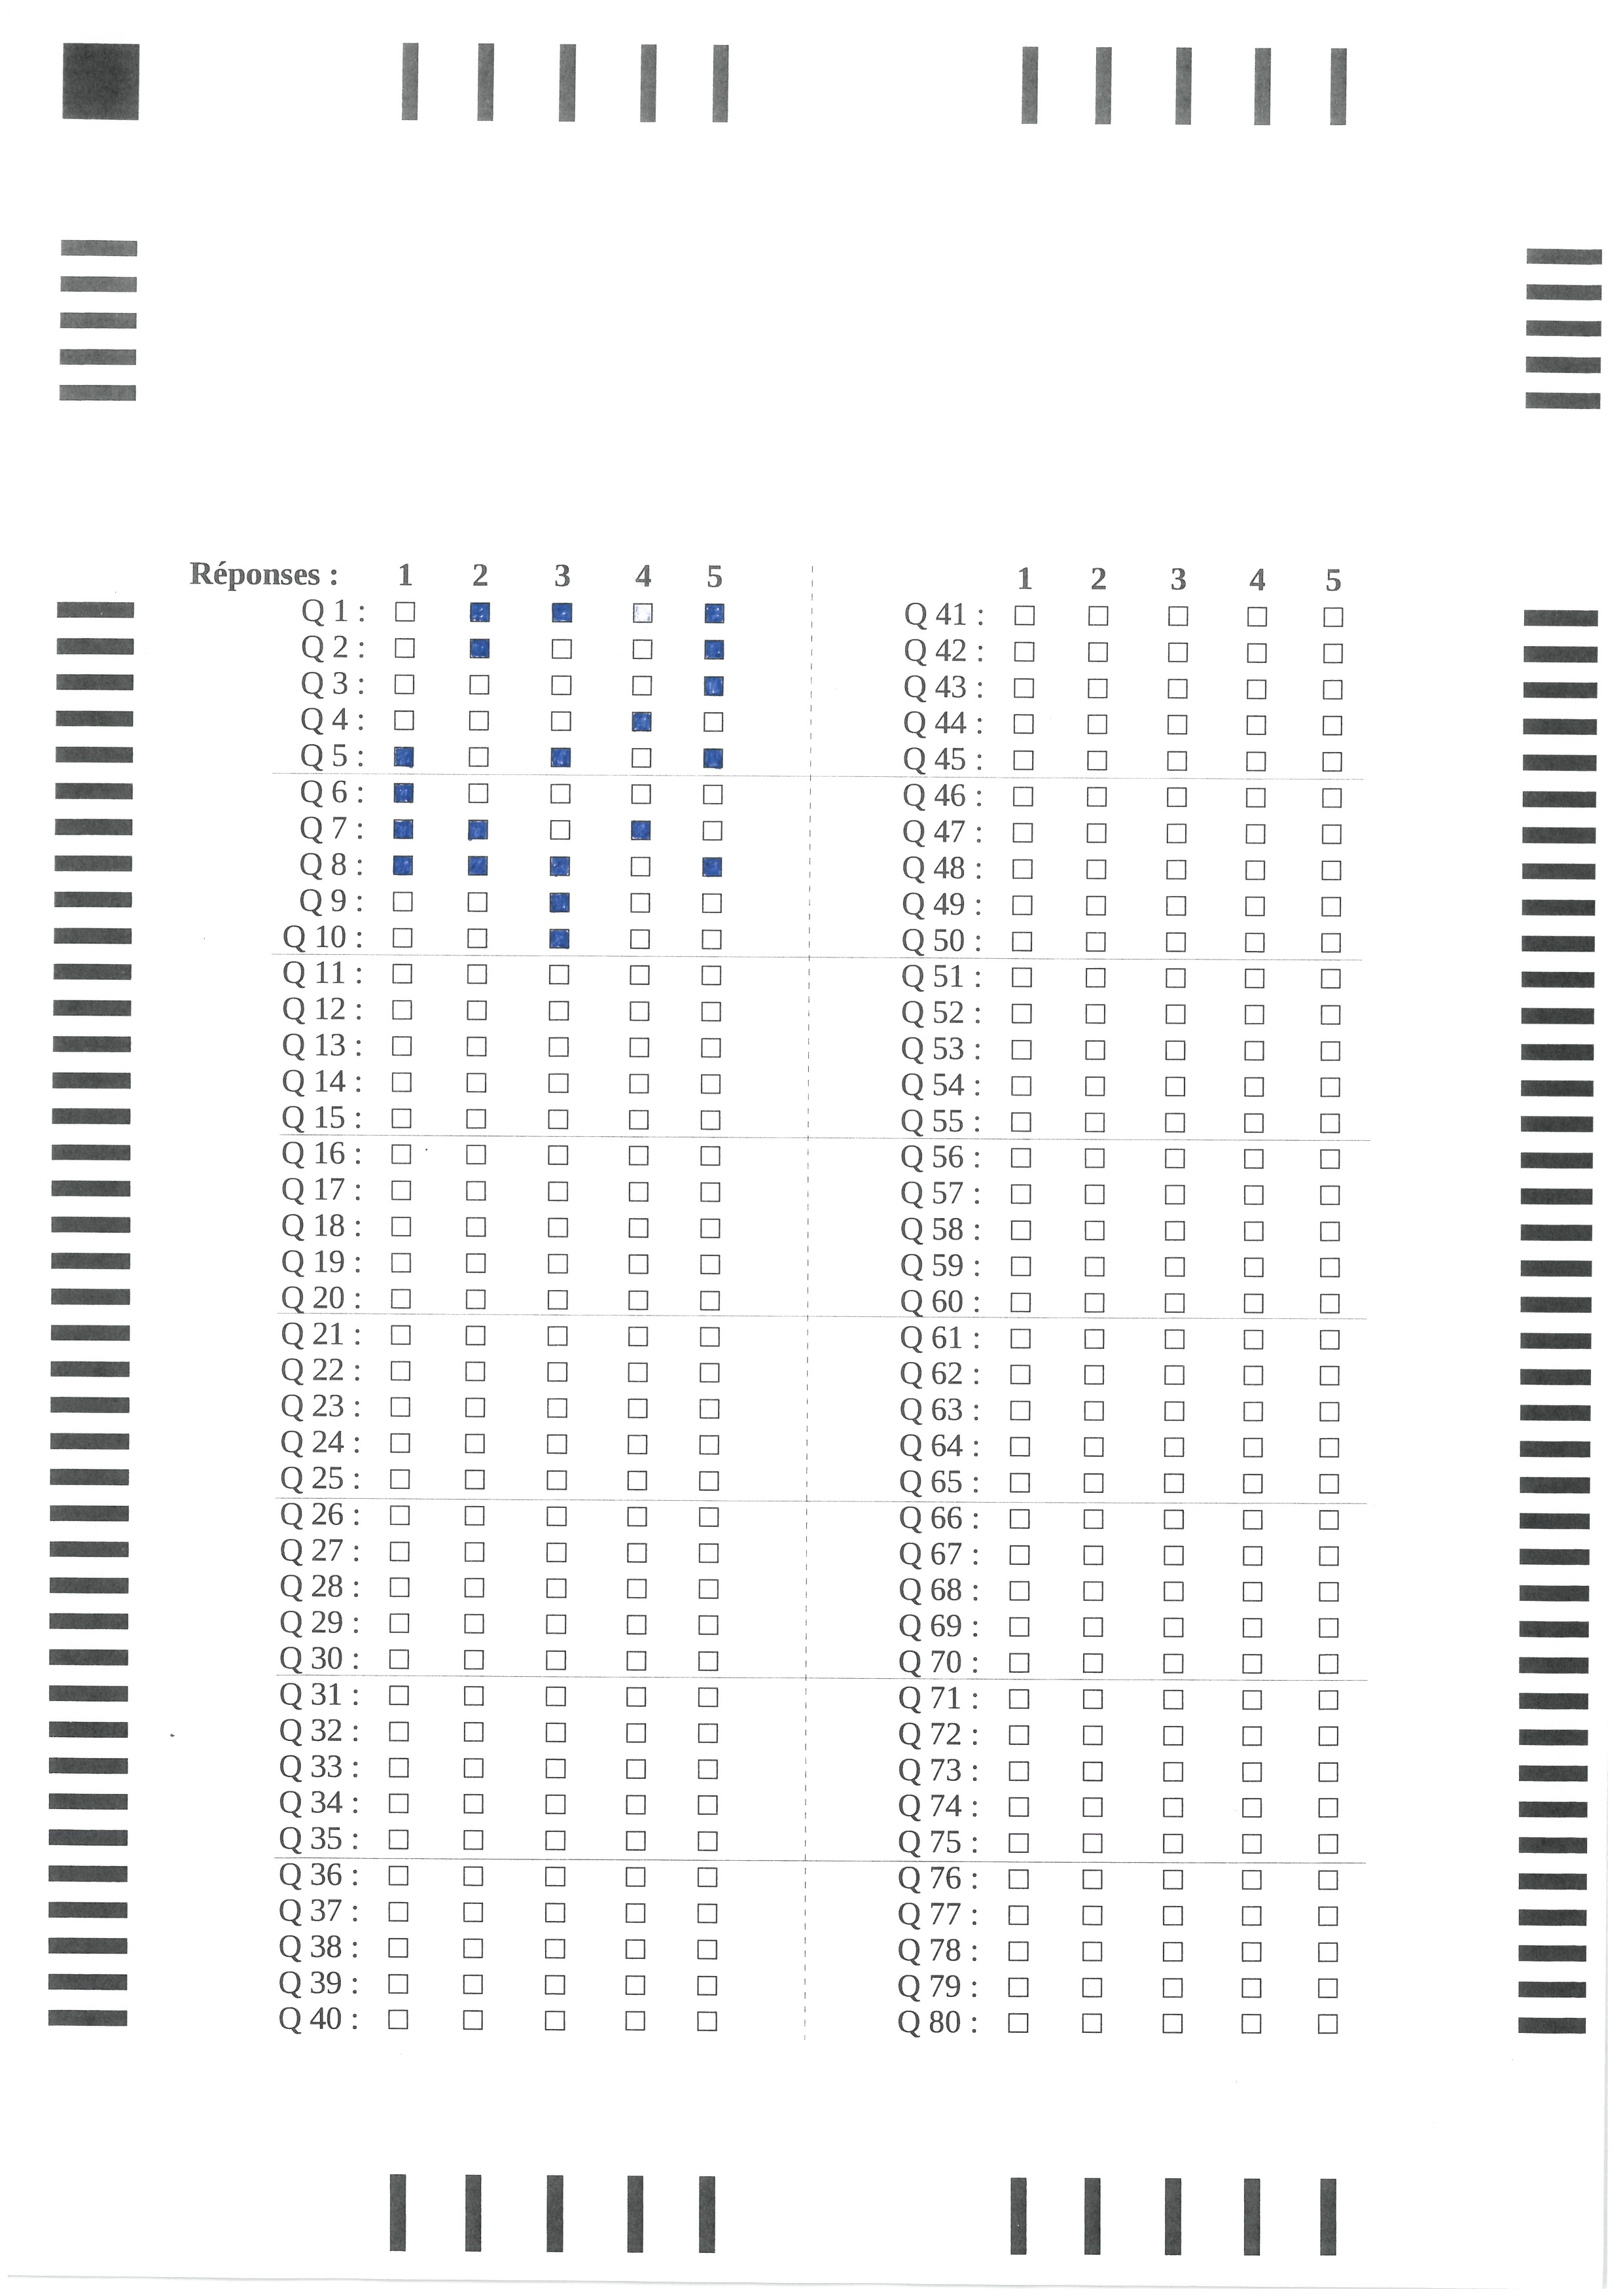 Réponses : 1 2 3 4 5
Q 1 :
Q 2 :
Q 3 :
Q 4 :
Q 5 :
Q 6 :
Q 7 :
Q 8 :
Q 9 :
Q 10 :
Q 11 :
Q 12 :
Q 13 :
Q 14 :
Q 15 :
Q 16 :
Q 17 :
Q 18 :
Q 19 :
Q 20 :
Q 21 :
Q 22 :
Q 23 :
Q 24 :
Q 25 :
Q 26 :
Q 27 :
Q 28 :
Q 29 :
Q 30 :
Q 31 :
Q 32 :
Q 33 :
Q 34 :
Q 35 :
Q 36 :
Q 37 :
Q 38 :
Q 39 :
Q 40 :
1 2 3 4 5
Q 41 :
Q 42 :
Q 43 :
Q 44 :
Q 45 :
Q 46 :
Q 47 :
Q 48 :
Q 49 :
Q 50 :
Q 51 :
Q 52 :
Q 53 :
Q 54 :
Q 55 :
Q 56 :
Q 57 :
Q 58 :
Q 59 :
Q 60 :
Q 61 :
Q 62 :
Q 63 :
Q 64 :
Q 65 :
Q 66 :
Q 67 :
Q 68 :
Q 69 :
Q 70 :
Q 71 :
Q 72 :
Q 73 :
Q 74 :
Q 75 :
Q 76 :
Q 77 :
Q 78 :
Q 79 :
Q 80 :